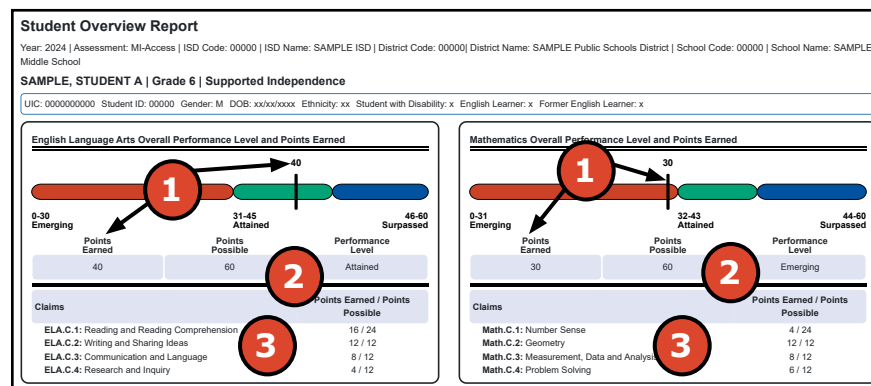 Student Overview Report
Year: 2024 | Assessment: MI-Access | ISD Code: 00000 | ISD Name: SAMPLE ISD | District Code: 00000| District Name: SAMPLE Public Schools District | School Code: 00000 | School Name: SAMPLE
Middle School
SAMPLE, STUDENT A | Grade 6 | Supported Independence
UIC: 0000000000 Student ID: 00000 Gender: M DOB: xx/xx/xxxx Ethnicity: xx Student with Disability: x English Learner: x Former English Learner: x
English Language Arts Overall Performance Level and Points Earned
40
1
0-30 31-45 46-60
Emerging Attained Surpassed
Points Points Performance
Earned Possible Level
40 60 Attained
2
Claims Points Earned / Points
Possible
ELA.C.1: Reading and Reading Comprehension 16 / 24
ELA.C.2: Writing and Sharing Ideas 12 / 12
3
ELA.C.3: Communication and Language 8 / 12
ELA.C.4: Research and Inquiry 4 / 12
Mathematics Overall Performance Level and Points Earned
30
1
0-31 32-43 44-60
Emerging Attained Surpassed
Points Points Performance
Earned Possible Level
30 60 Emerging
2
Claims Points Earned / Points
Possible
Math.C.1: Number Sense 4 / 24
Math.C.2: Geometry 12 / 12
3
Math.C.3: Measurement, Data and Analysis 8 / 12
Math.C.4: Problem Solving 6 / 12